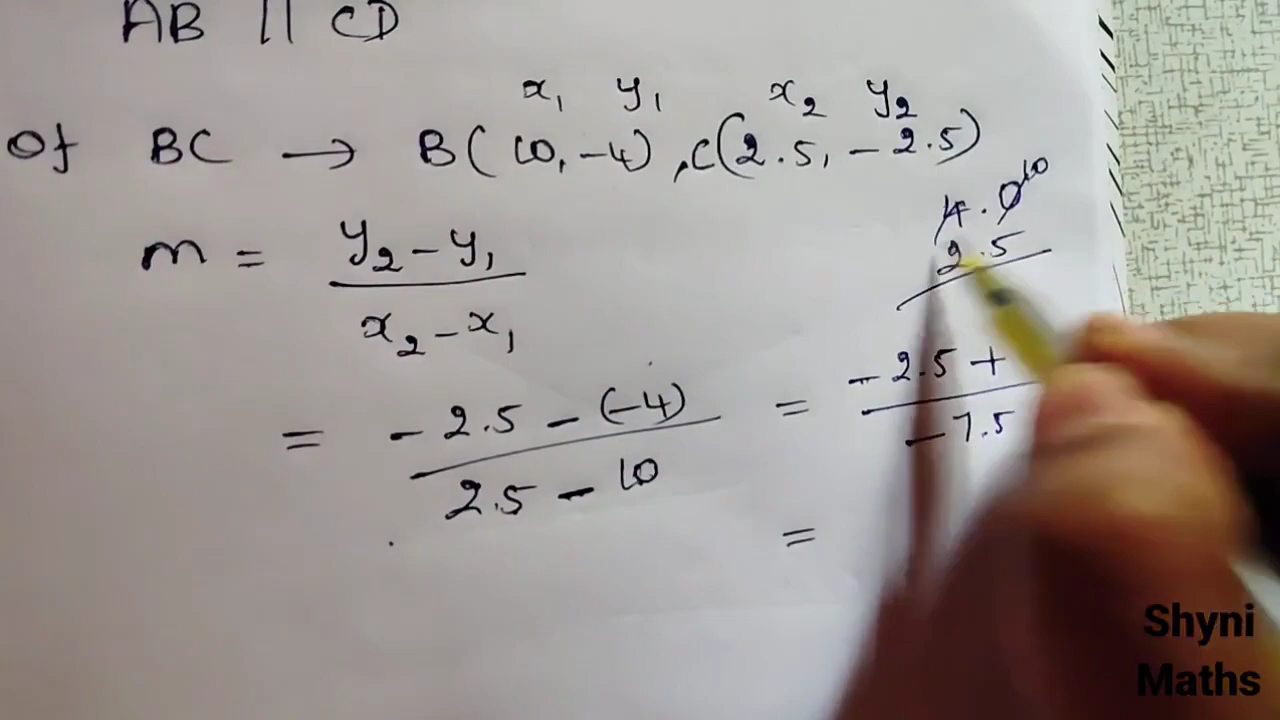 AB || CD
x₁ y₁ x₂ y₂
Of BC → B(10, -4), C(2.5, -2.5)
m = y₂ - y₁ / x₂ - x₁
4.0 10
2.5
= -2.5 - (-4) / 2.5 - 10 = -2.5 + / -7.5
=
Shyni
Maths